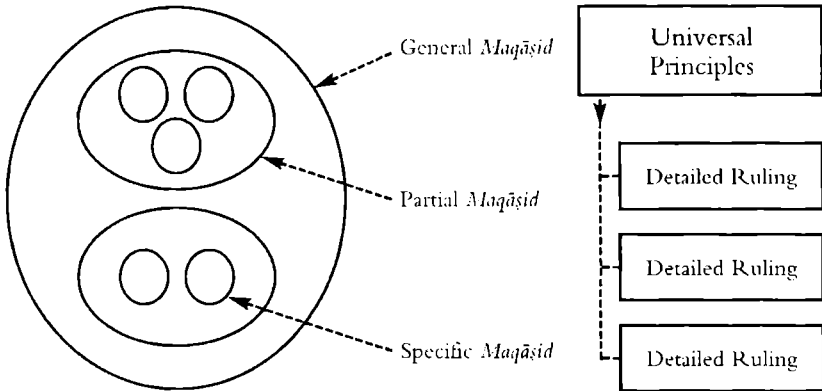 General Maqāṣid
Partial Maqāṣid
Specific Maqāṣid
Universal
Principles
Detailed Ruling
Detailed Ruling
Detailed Ruling